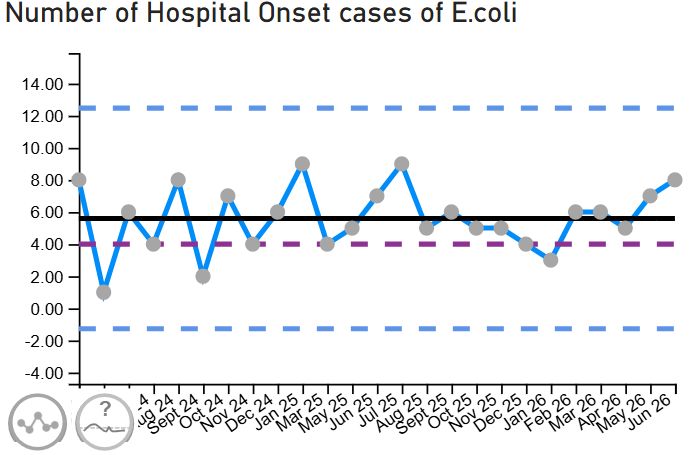 Number of Hospital Onset cases of E.coli
14.00
12.00
10.00
8.00
6.00
4.00
2.00
0.00
-2.00
-4.00
4
ug 24
Sept 24
Oct 24
Nov 24
Dec 24
Jan 25
Mar 25
May 25
Jun 25
Jul 25
Aug 25
Sept 25
Oct 25
Nov 25
Dec 25
Jan 26
Feb 26
Mar 26
Apr 26
May 26
Jun 26
?